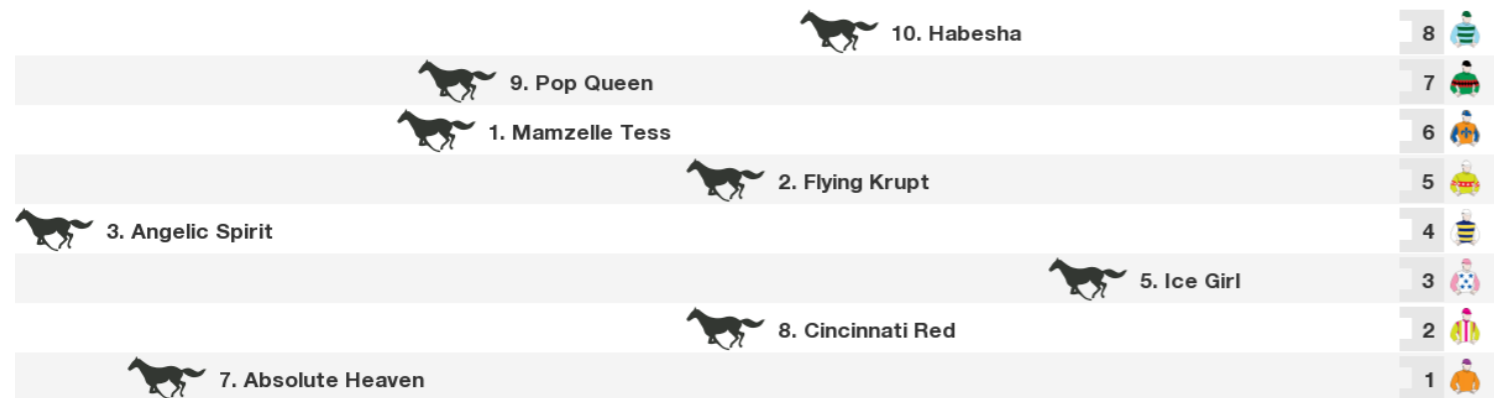 10. Habesha 8
9. Pop Queen 7
1. Mamzelle Tess 6
2. Flying Krupt 5
3. Angelic Spirit 4
5. Ice Girl 3
8. Cincinnati Red 2
7. Absolute Heaven 1